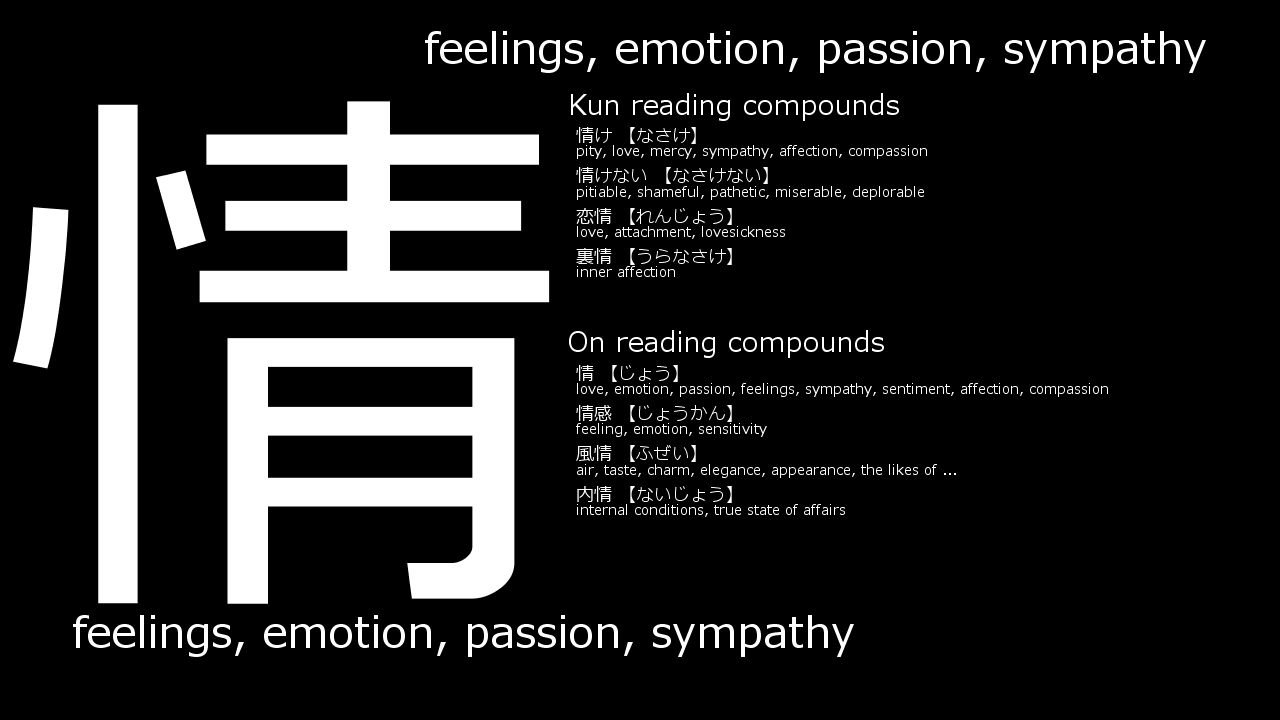 feelings, emotion, passion, sympathy
情
Kun reading compounds
情け 【なさけ】
pity, love, mercy, sympathy, affection, compassion
情けない 【なさけない】
pitiable, shameful, pathetic, miserable, deplorable
恋情 【れんじょう】
love, attachment, lovesickness
裏情 【うらなさけ】
inner affection
On reading compounds
情 【じょう】
love, emotion, passion, feelings, sympathy, sentiment, affection, compassion
情感 【じょうかん】
feeling, emotion, sensitivity
風情 【ふぜい】
air, taste, charm, elegance, appearance, the likes of ...
内情 【ないじょう】
internal conditions, true state of affairs
feelings, emotion, passion, sympathy